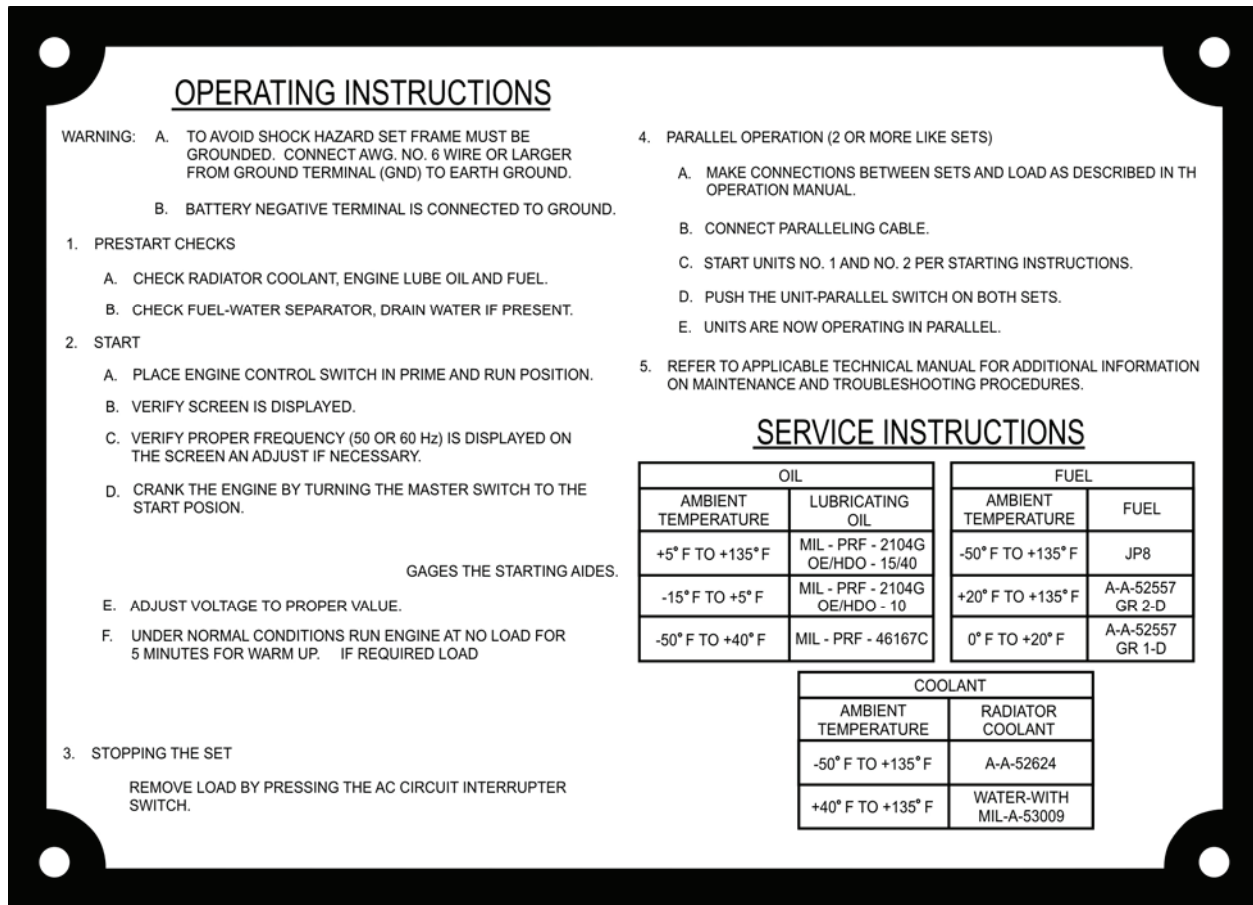 OPERATING INSTRUCTIONS
WARNING: A. TO AVOID SHOCK HAZARD SET FRAME MUST BE
GROUNDED. CONNECT AWG. NO. 6 WIRE OR LARGER
FROM GROUND TERMINAL (GND) TO EARTH GROUND.
B. BATTERY NEGATIVE TERMINAL IS CONNECTED TO GROUND.
1. PRESTART CHECKS
A. CHECK RADIATOR COOLANT, ENGINE LUBE OIL AND FUEL.
B. CHECK FUEL-WATER SEPARATOR, DRAIN WATER IF PRESENT.
2. START
A. PLACE ENGINE CONTROL SWITCH IN PRIME AND RUN POSITION.
B. VERIFY SCREEN IS DISPLAYED.
C. VERIFY PROPER FREQUENCY (50 OR 60 Hz) IS DISPLAYED ON
THE SCREEN AN ADJUST IF NECESSARY.
D. CRANK THE ENGINE BY TURNING THE MASTER SWITCH TO THE
START POSION.
GAGES THE STARTING AIDES.
E. ADJUST VOLTAGE TO PROPER VALUE.
F. UNDER NORMAL CONDITIONS RUN ENGINE AT NO LOAD FOR
5 MINUTES FOR WARM UP. IF REQUIRED LOAD
3. STOPPING THE SET
REMOVE LOAD BY PRESSING THE AC CIRCUIT INTERRUPTER
SWITCH.
4. PARALLEL OPERATION (2 OR MORE LIKE SETS)
A. MAKE CONNECTIONS BETWEEN SETS AND LOAD AS DESCRIBED IN TH
OPERATION MANUAL.
B. CONNECT PARALLELING CABLE.
C. START UNITS NO. 1 AND NO. 2 PER STARTING INSTRUCTIONS.
D. PUSH THE UNIT-PARALLEL SWITCH ON BOTH SETS.
E. UNITS ARE NOW OPERATING IN PARALLEL.
5. REFER TO APPLICABLE TECHNICAL MANUAL FOR ADDITIONAL INFORMATION
ON MAINTENANCE AND TROUBLESHOOTING PROCEDURES.
SERVICE INSTRUCTIONS
OIL
AMBIENT TEMPERATURE LUBRICATING OIL
+5° F TO +135° F MIL - PRF - 2104G OE/HDO - 15/40
-15° F TO +5° F MIL - PRF - 2104G OE/HDO - 10
-50° F TO +40° F MIL - PRF - 46167C
FUEL
AMBIENT TEMPERATURE FUEL
-50° F TO +135° F JP8
+20° F TO +135° F A-A-52557 GR 2-D
0° F TO +20° F A-A-52557 GR 1-D
COOLANT
AMBIENT TEMPERATURE RADIATOR COOLANT
-50° F TO +135° F A-A-52624
+40° F TO +135° F WATER-WITH MIL-A-53009